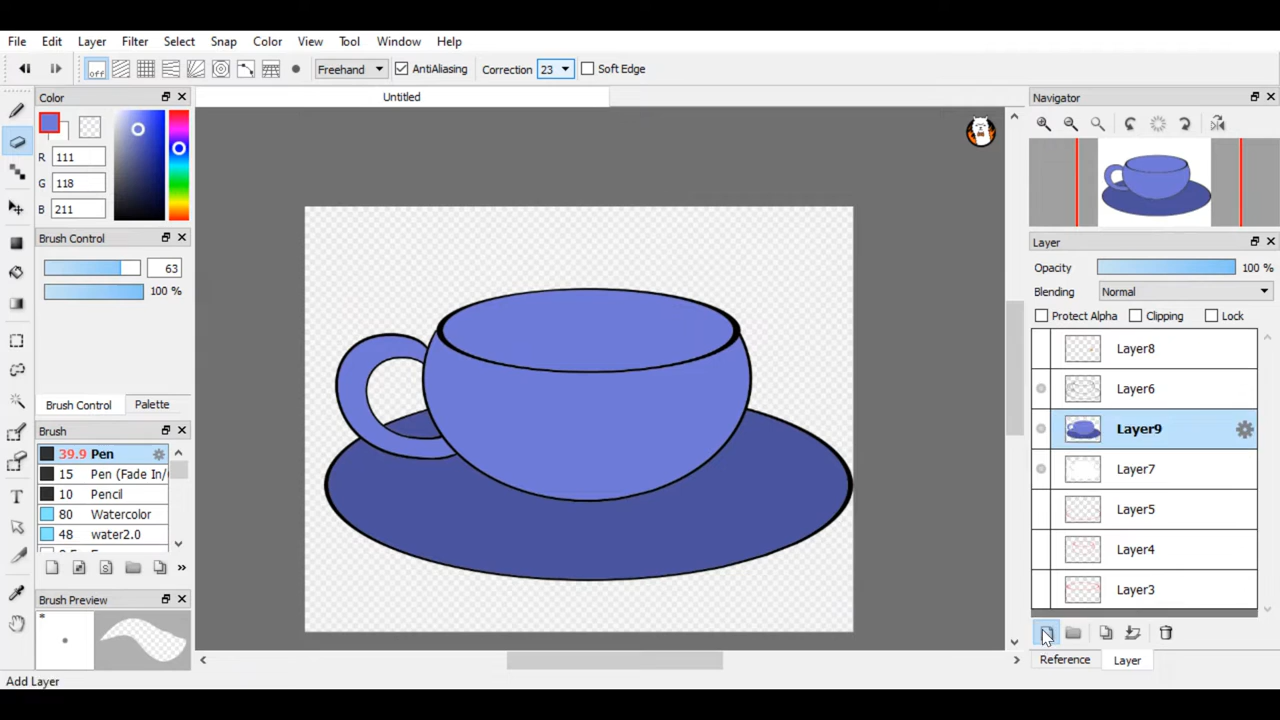 File Edit Layer Filter Select Snap Color View Tool Window Help
off Freehand AntiAliasing Correction 23 Soft Edge
Color
Untitled
Navigator
R 111
G 118
B 211
Brush Control
63
100 %
Layer
Opacity 100 %
Blending Normal
Protect Alpha Clipping Lock
Layer8
Layer6
Layer9
Layer7
Layer5
Layer4
Layer3
Brush Control Palette
Brush
39.9 Pen
15 Pen (Fade In/
10 Pencil
80 Watercolor
48 water2.0
»
Brush Preview
*
Reference Layer
Add Layer